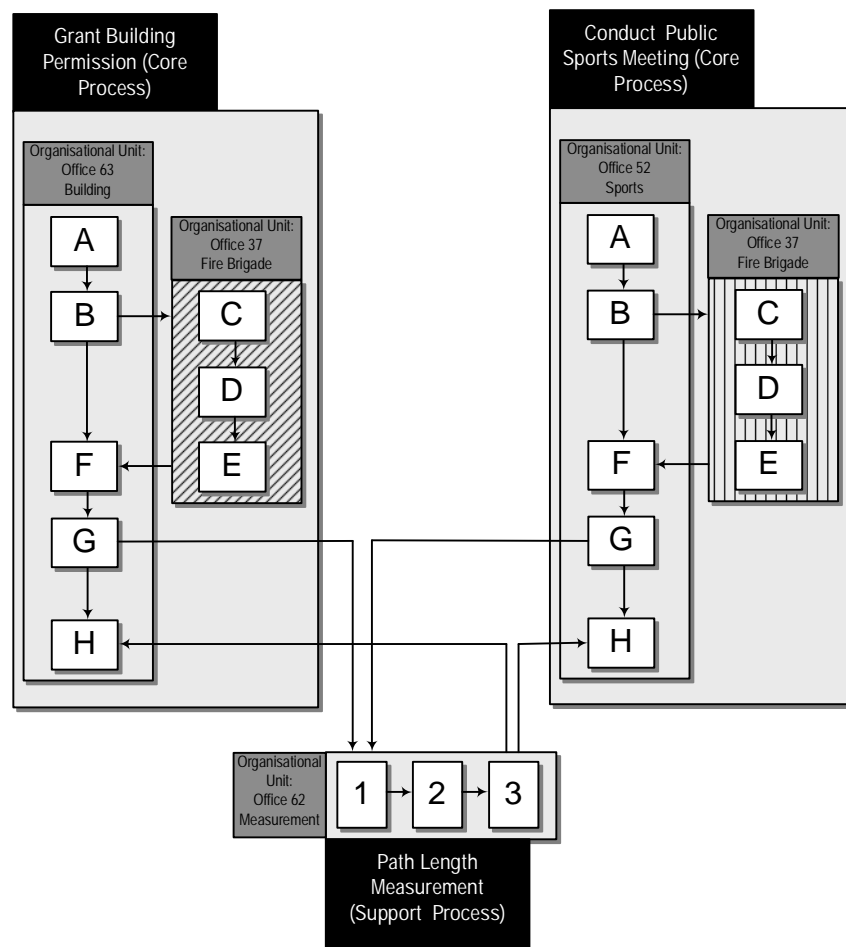 Grant Building
Permission (Core
Process)
Organisational Unit:
Office 63
Building
A
B
F
G
H
Organisational Unit:
Office 37
Fire Brigade
C
D
E
Conduct Public
Sports Meeting (Core
Process)
Organisational Unit:
Office 52
Sports
A
B
F
G
H
Organisational Unit:
Office 37
Fire Brigade
C
D
E
Organisational
Unit:
Office 62
Measurement
1
2
3
Path Length
Measurement
(Support Process)